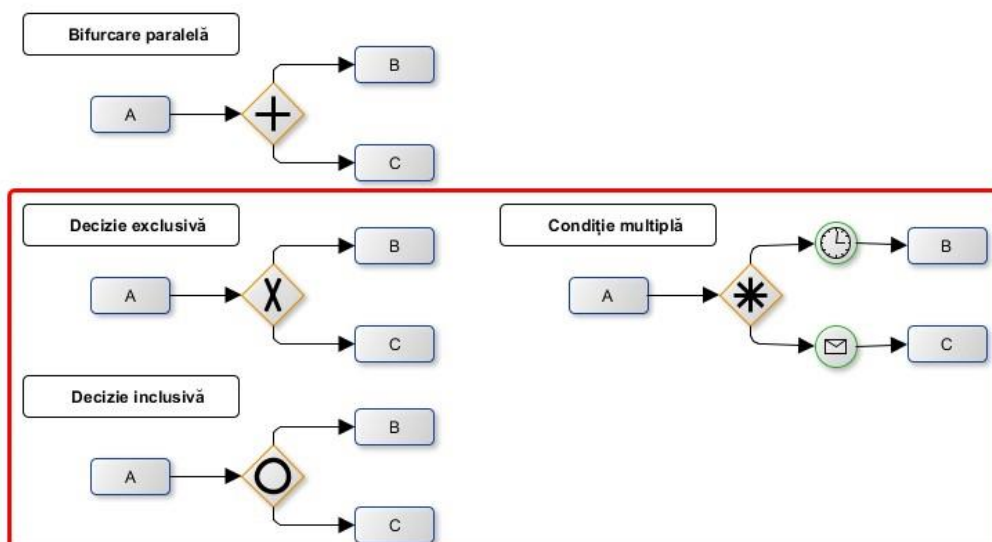 Bifurcare paralelă
B
A
C
Decizie exclusivă
B
A
C
Condiție multiplă
B
A
C
Decizie inclusivă
B
A
C